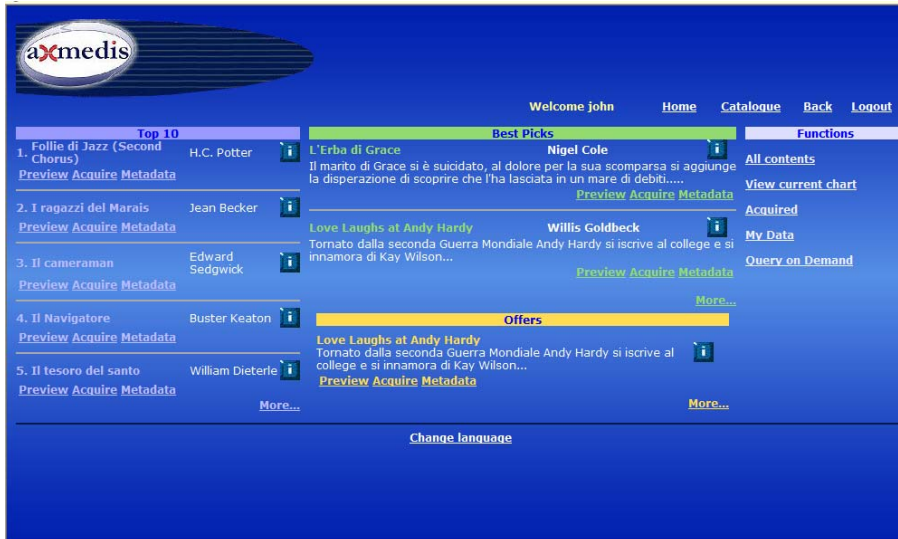 axmedis
Welcome john Home Catalogue Back Logout
Top 10
1. Follie di Jazz (Second Chorus) H.C. Potter
Preview Acquire Metadata
2. I ragazzi del Marais Jean Becker
Preview Acquire Metadata
3. Il cameraman Edward Sedgwick
Preview Acquire Metadata
4. Il Navigatore Buster Keaton
Preview Acquire Metadata
5. Il tesoro del santo William Dieterle
Preview Acquire Metadata
More...
Best Picks
L'Erba di Grace Nigel Cole
Il marito di Grace si è suicidato, al dolore per la sua scomparsa si aggiunge
la disperazione di scoprire che l'ha lasciata in un mare di debiti.....
Preview Acquire Metadata
Love Laughs at Andy Hardy Willis Goldbeck
Tornato dalla seconda Guerra Mondiale Andy Hardy si iscrive al college e si
innamora di Kay Wilson...
Preview Acquire Metadata
More...
Offers
Love Laughs at Andy Hardy
Tornato dalla seconda Guerra Mondiale Andy Hardy si iscrive al
college e si innamora di Kay Wilson...
Preview Acquire Metadata
More...
Functions
All contents
View current chart
Acquired
My Data
Query on Demand
Change language